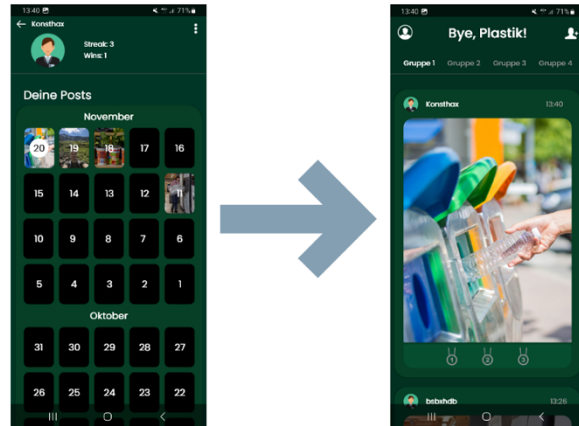 13:40 71%
Konsthax
Streak: 3
Wins: 1
Deine Posts
November
20 19 18 17 16
15 14 13 12 11
10 9 8 7 6
5 4 3 2 1
Oktober
31 30 29 28 27
26 25 24 23 22
13:40 71%
Bye, Plastik!
Gruppe 1 Gruppe 2 Gruppe 3 Gruppe 4
Konsthax 13:40
1 2 3
bsbxhdb 13:26